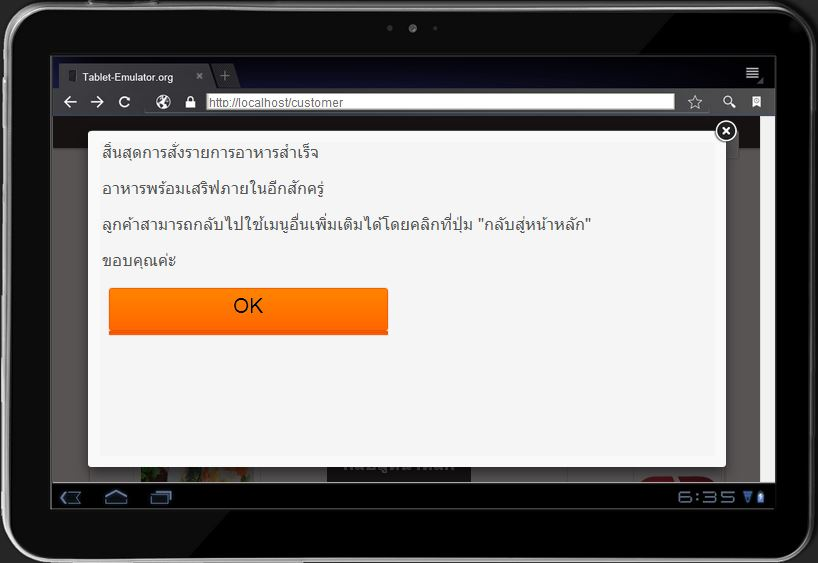 Tablet-Emulator.org
http://localhost/customer
สิ้นสุดการสั่งรายการอาหารสำเร็จ
อาหารพร้อมเสริฟภายในอีกสักครู่
ลูกค้าสามารถกลับไปใช้เมนูอื่นเพิ่มเติมได้โดยคลิกที่ปุ่ม "กลับสู่หน้าหลัก"
ขอบคุณค่ะ
OK
6:35